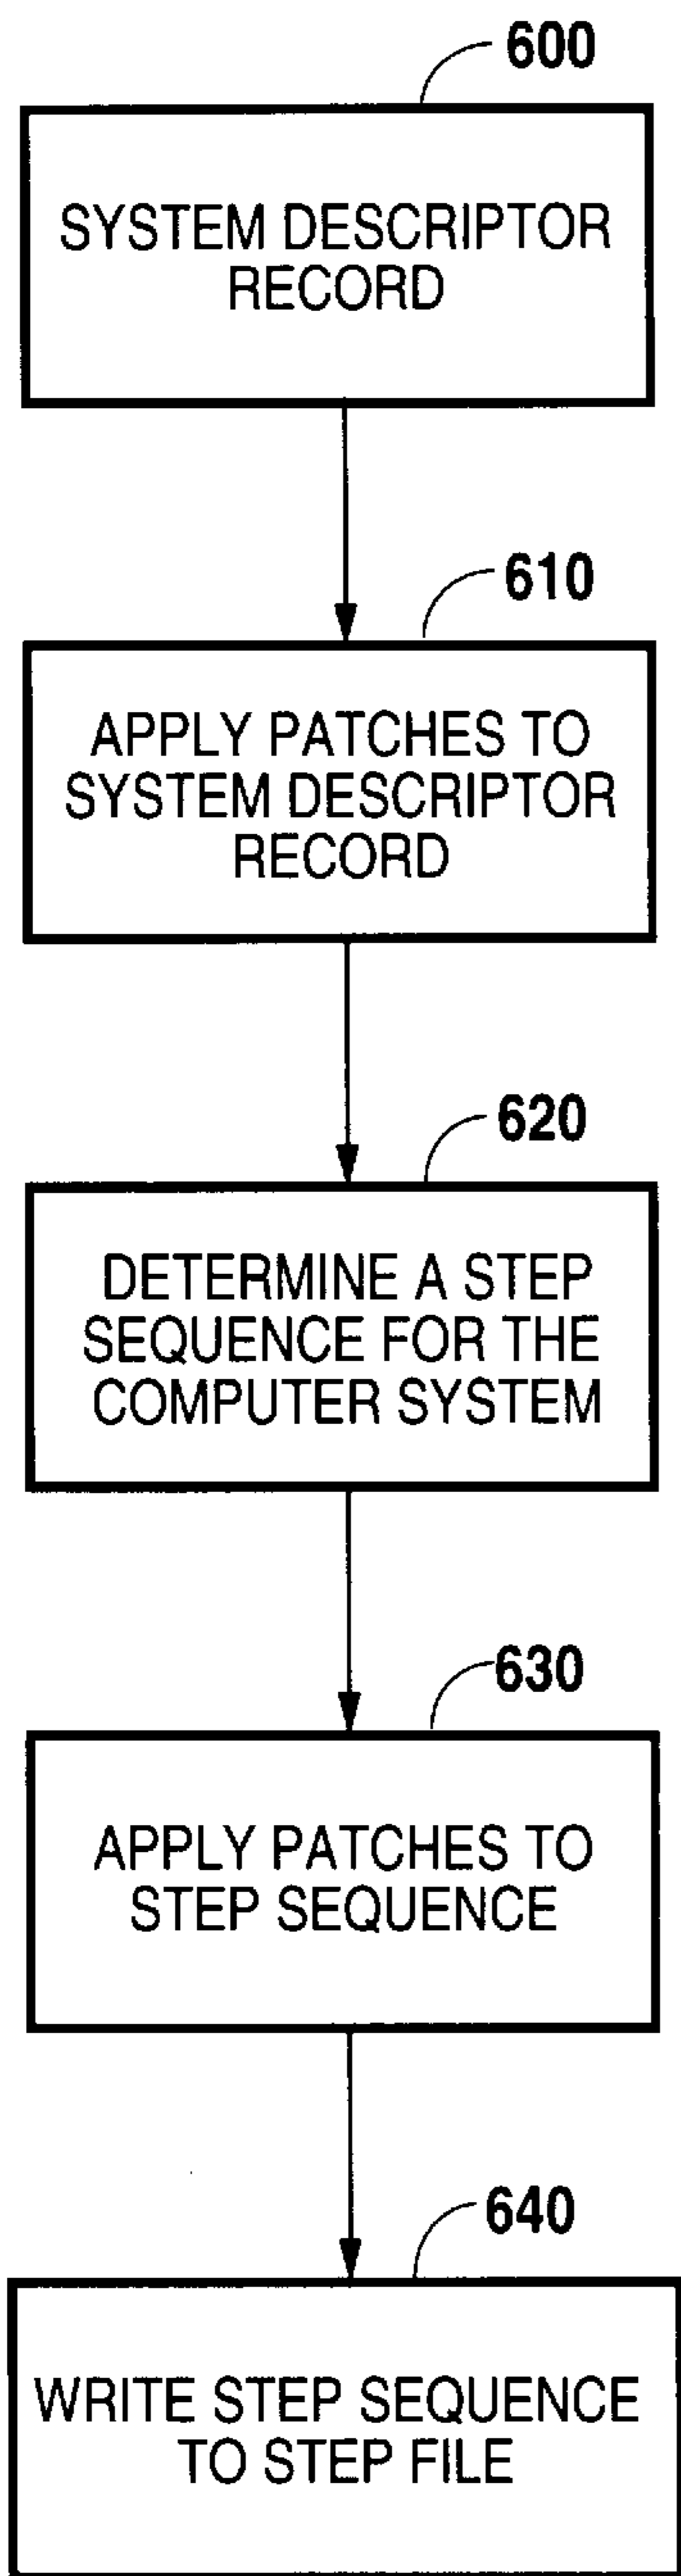 600
SYSTEM DESCRIPTOR
RECORD
610
APPLY PATCHES TO
SYSTEM DESCRIPTOR
RECORD
620
DETERMINE A STEP
SEQUENCE FOR THE
COMPUTER SYSTEM
630
APPLY PATCHES TO
STEP SEQUENCE
640
WRITE STEP SEQUENCE
TO STEP FILE